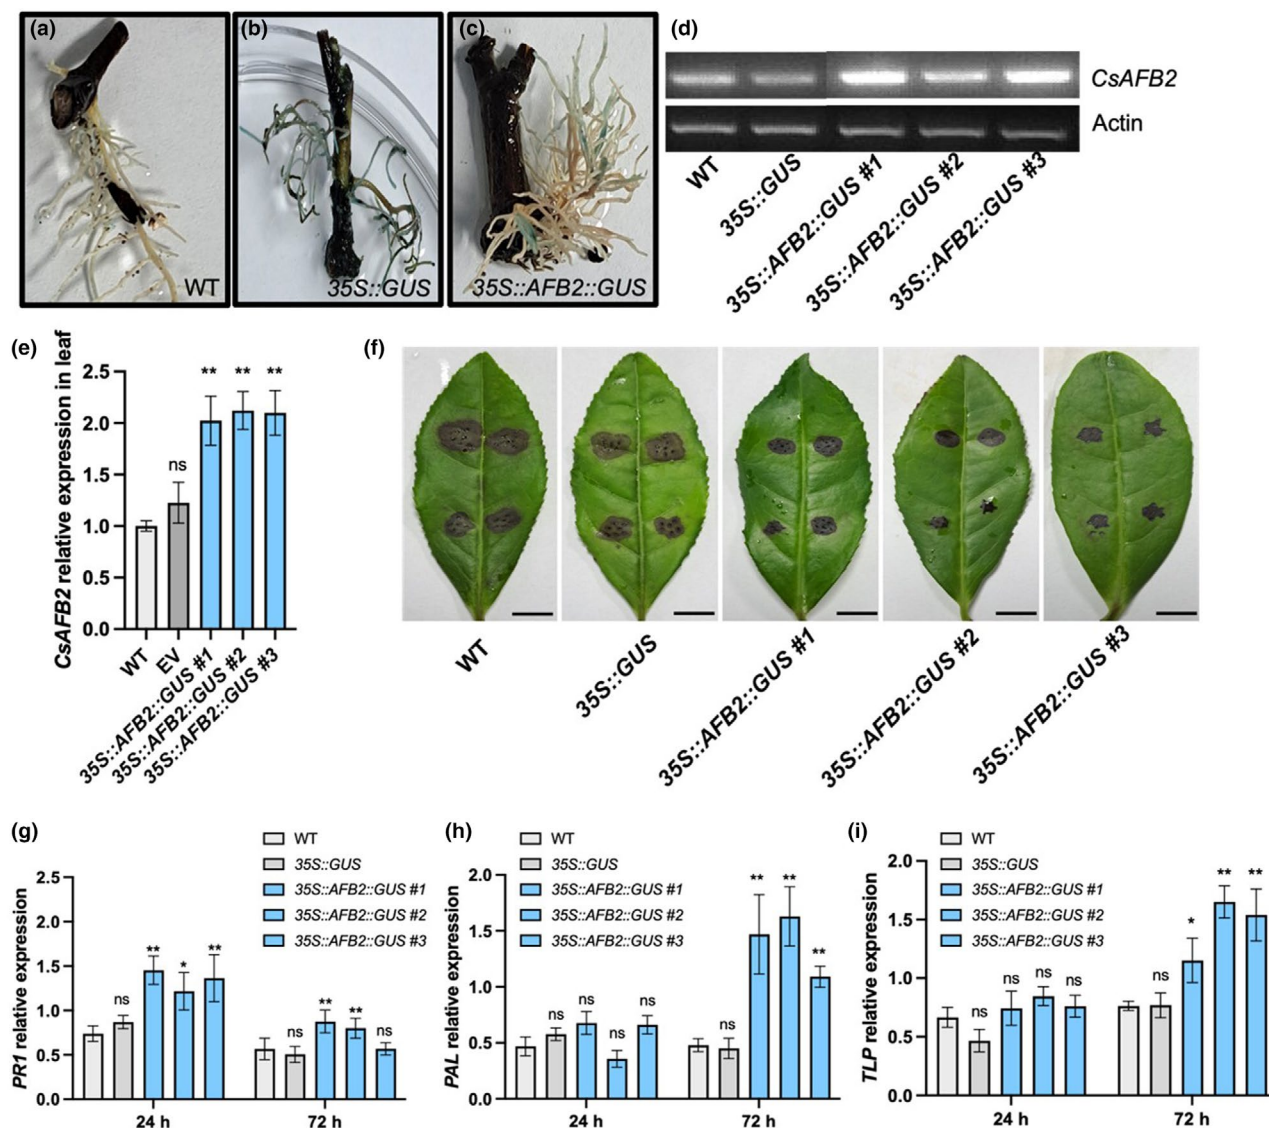 (a)
WT
(b)
35S::GUS
(c)
35S::AFB2::GUS
(d)
CsAFB2
Actin
WT
35S::GUS
35S::AFB2::GUS #1
35S::AFB2::GUS #2
35S::AFB2::GUS #3
(e)
CsAFB2 relative expression in leaf
2.5
2.0
1.5
1.0
0.5
0.0
ns
**
**
**
WT
EV
35S::AFB2::GUS #1
35S::AFB2::GUS #2
35S::AFB2::GUS #3
(f)
WT
35S::GUS
35S::AFB2::GUS #1
35S::AFB2::GUS #2
35S::AFB2::GUS #3
(g)
WT
35S::GUS
35S::AFB2::GUS #1
35S::AFB2::GUS #2
35S::AFB2::GUS #3
PR1 relative expression
2.5
2.0
1.5
1.0
0.5
0.0
ns
**
*
**
ns
**
**
ns
24 h
72 h
(h)
WT
35S::GUS
35S::AFB2::GUS #1
35S::AFB2::GUS #2
35S::AFB2::GUS #3
PAL relative expression
2.0
1.5
1.0
0.5
0.0
ns
ns
ns
ns
ns
**
**
**
24 h
72 h
(i)
WT
35S::GUS
35S::AFB2::GUS #1
35S::AFB2::GUS #2
35S::AFB2::GUS #3
TLP relative expression
2.0
1.5
1.0
0.5
0.0
ns
ns
ns
ns
ns
*
**
**
24 h
72 h